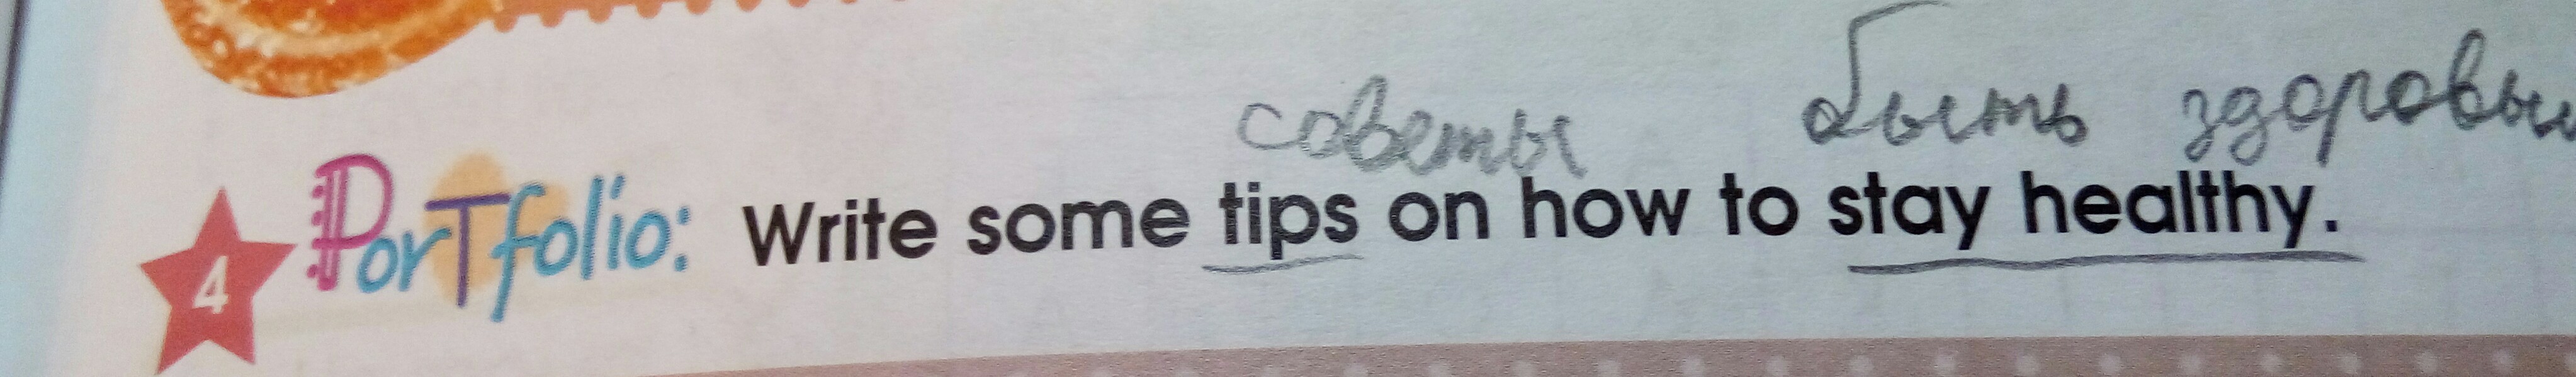 советы быть здоровы
4 Portfolio: Write some tips on how to stay healthy.